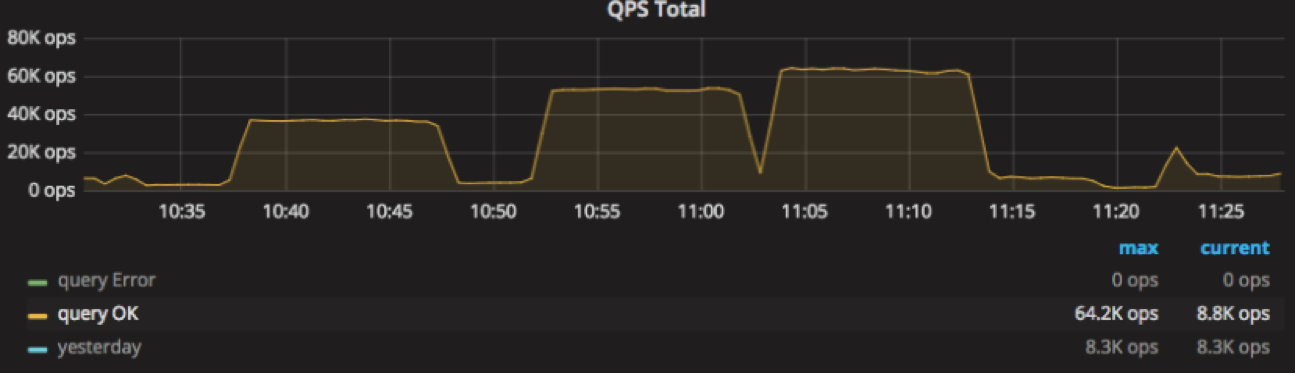 QPS Total
80K ops
60K ops
40K ops
20K ops
0 ops
10:35 10:40 10:45 10:50 10:55 11:00 11:05 11:10 11:15 11:20 11:25
max current
query Error 0 ops 0 ops
query OK 64.2K ops 8.8K ops
yesterday 8.3K ops 8.3K ops